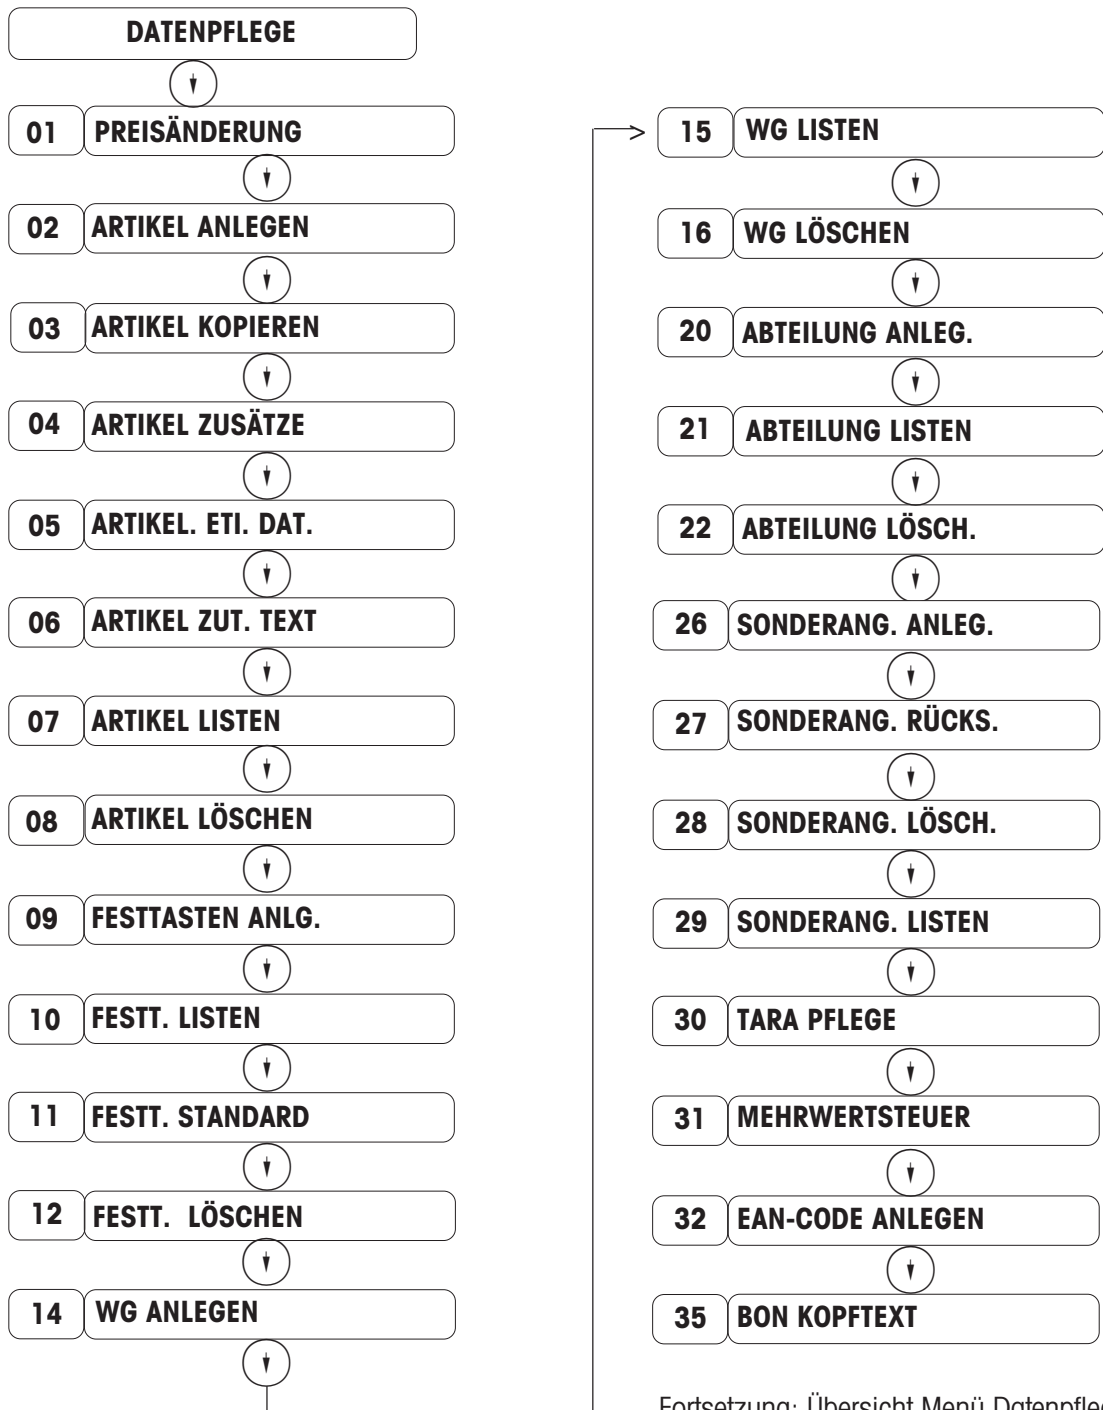 DATENPFLEGE
01 PREISÄNDERUNG
02 ARTIKEL ANLEGEN
03 ARTIKEL KOPIEREN
04 ARTIKEL ZUSÄTZE
05 ARTIKEL. ETI. DAT.
06 ARTIKEL ZUT. TEXT
07 ARTIKEL LISTEN
08 ARTIKEL LÖSCHEN
09 FESTTASTEN ANLG.
10 FESTT. LISTEN
11 FESTT. STANDARD
12 FESTT. LÖSCHEN
14 WG ANLEGEN
15 WG LISTEN
16 WG LÖSCHEN
20 ABTEILUNG ANLEG.
21 ABTEILUNG LISTEN
22 ABTEILUNG LÖSCH.
26 SONDERANG. ANLEG.
27 SONDERANG. RÜCKS.
28 SONDERANG. LÖSCH.
29 SONDERANG. LISTEN
30 TARA PFLEGE
31 MEHRWERTSTEUER
32 EAN-CODE ANLEGEN
35 BON KOPFTEXT
Fortsetzung: Übersicht Menü